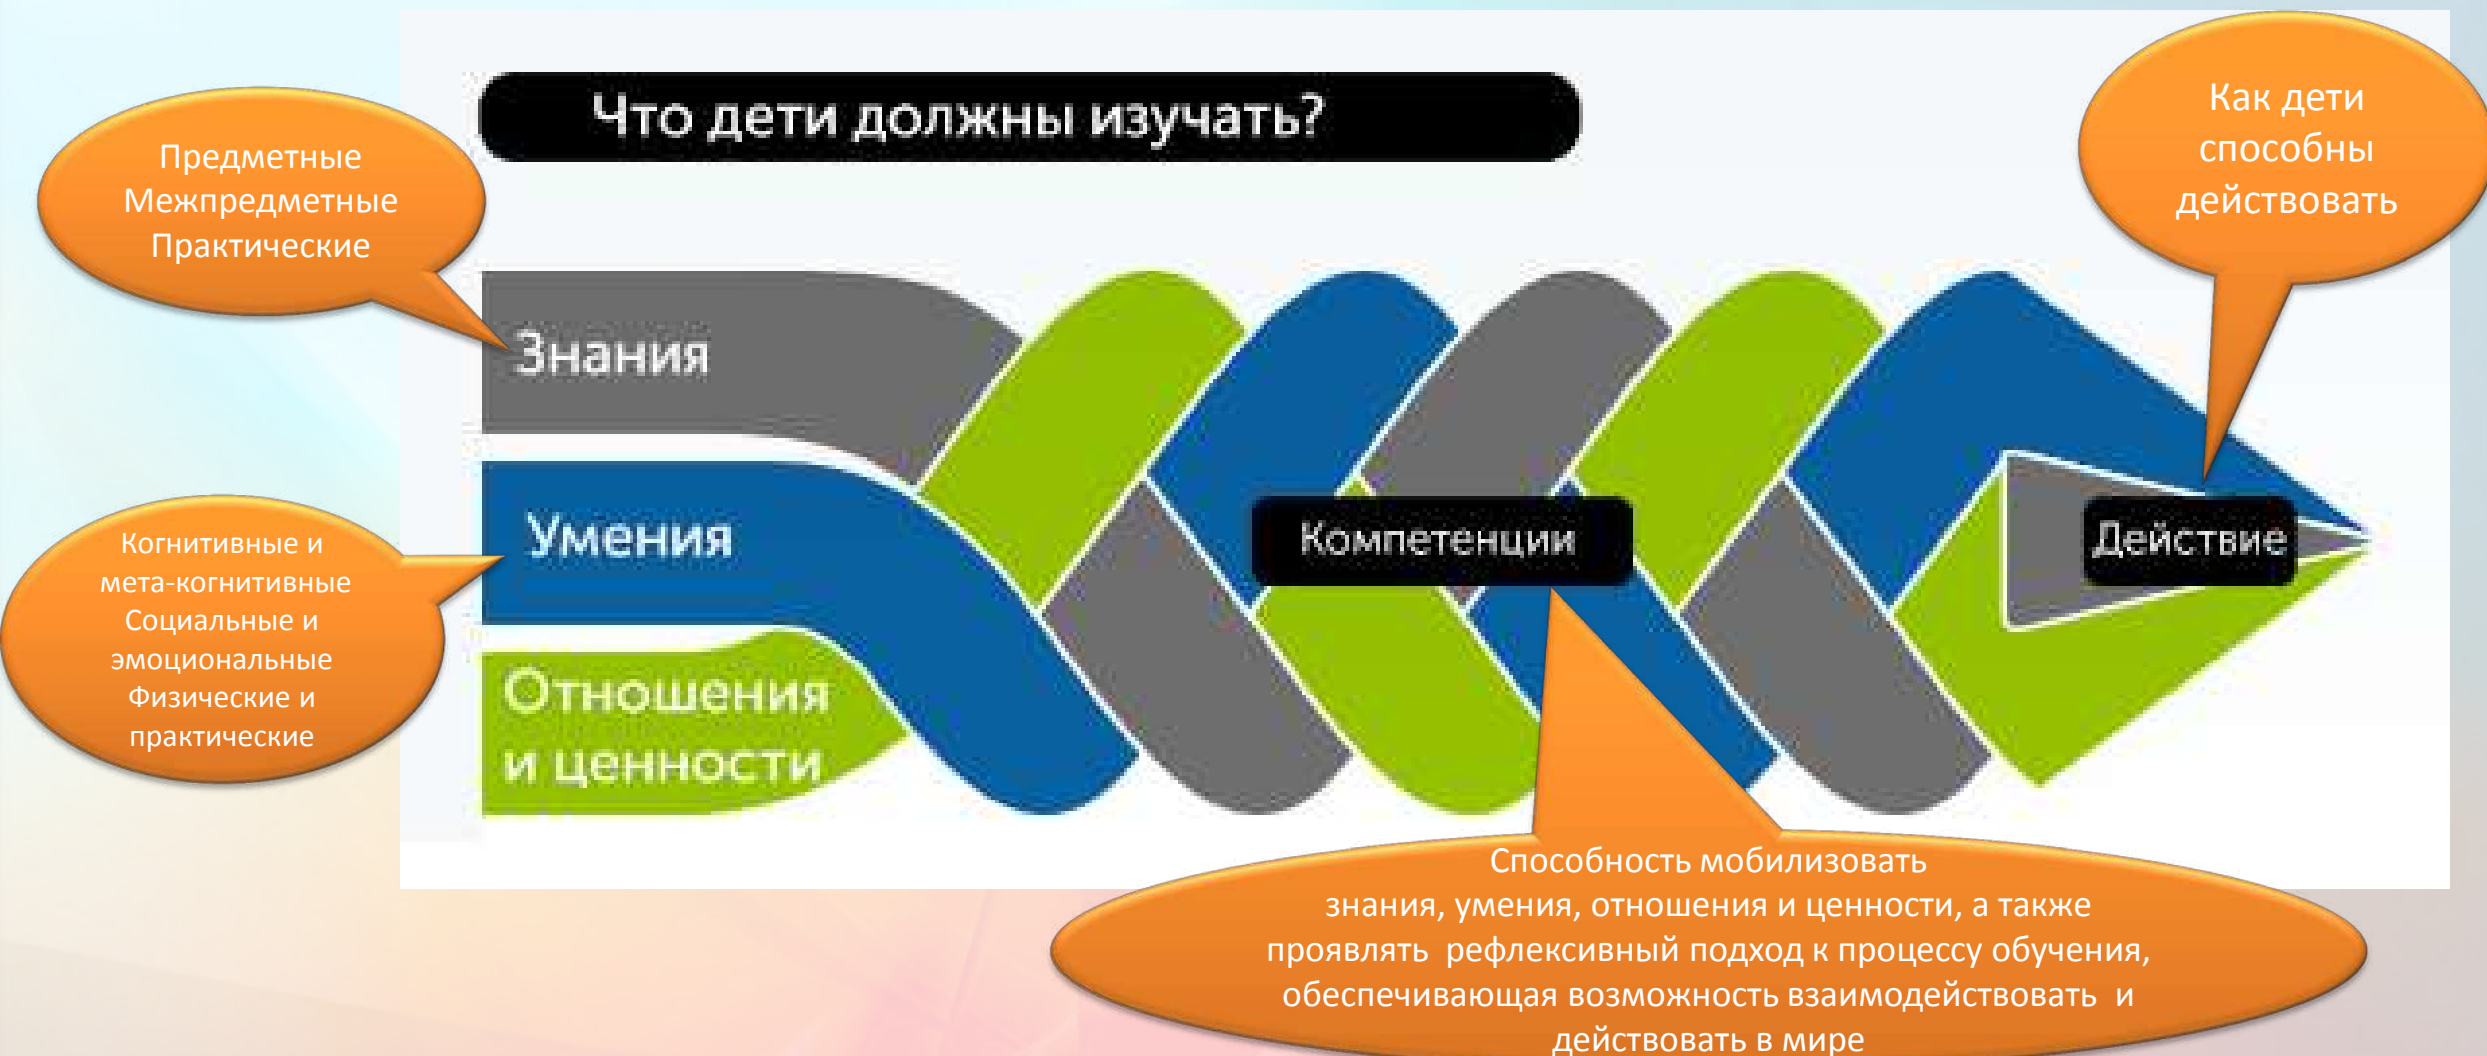 Что дети должны изучать?
Как дети
способны
действовать
Предметные
Межпредметные
Практические
Знания
Умения
Отношения
и ценности
Компетенции
Действие
Когнитивные и
мета-когнитивные
Социальные и
эмоциональные
Физические и
практические
Способность мобилизовать
знания, умения, отношения и ценности, а также
проявлять рефлексивный подход к процессу обучения,
обеспечивающая возможность взаимодействовать и
действовать в мире